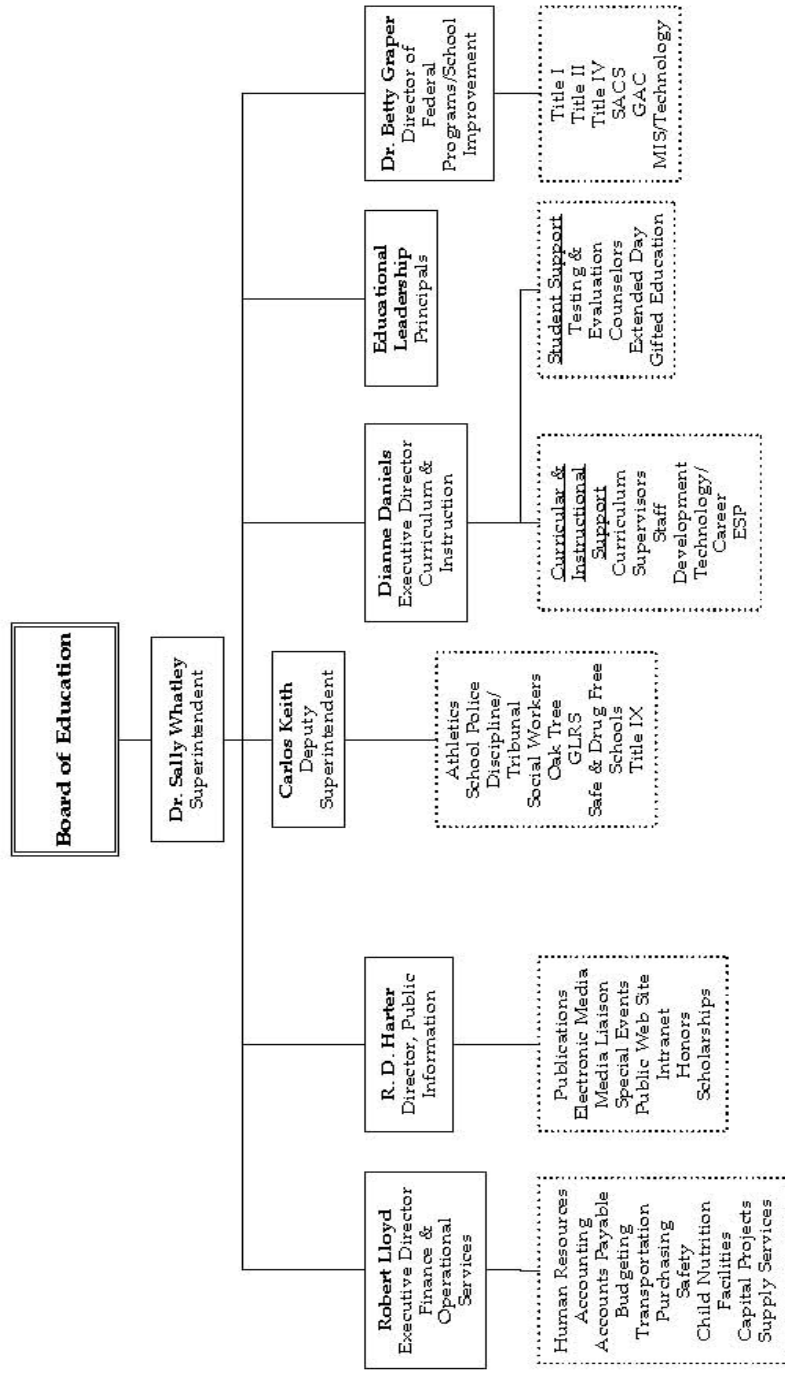 Board of Education
Dr. Sally Whatley
Superintendent
Carlos Keith
Deputy
Superintendent
Robert Lloyd
Executive Director
Finance &
Operational
Services
R. D. Harter
Director, Public
Information
Dianne Daniels
Executive Director
Curriculum &
Instruction
Educational
Leadership
Principals
Dr. Betty Graper
Director of
Federal
Programs/School
Improvement
Human Resources
Accounting
Accounts Payable
Budgeting
Transportation
Purchasing
Safety
Child Nutrition
Facilities
Capital Projects
Supply Services
Publications
Electronic Media
Media Liaison
Special Events
Public Web Site
Intranet
Honors
Scholarships
Athletics
School Police
Discipline/
Tribunal
Social Workers
Oak Tree
GLRS
Safe & Drug Free
Schools
Title IX
Curricular &
Instructional
Support
Curriculum
Supervisors
Staff
Development
Technology/
Career
ESP
Student Support
Testing &
Evaluation
Counselors
Extended Day
Gifted Education
Title I
Title II
Title IV
SACS
GAC
MIS/Technology